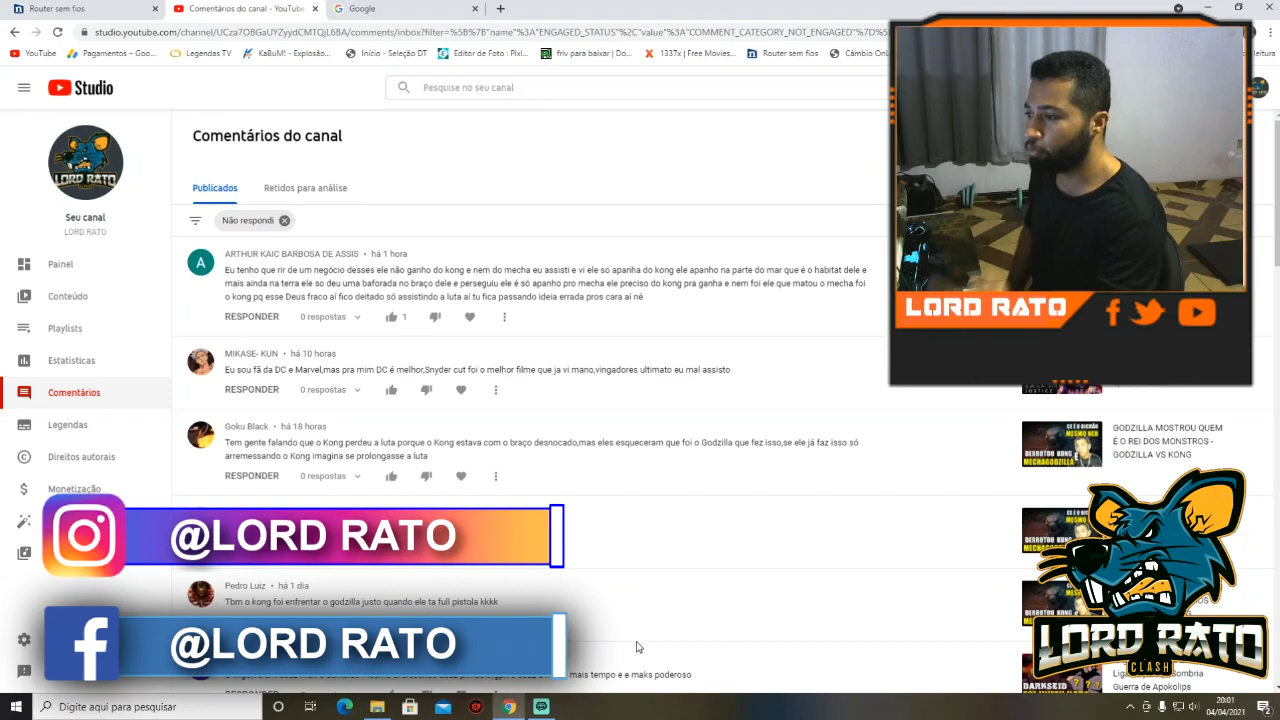 Router sem fios
Comentários do canal - YouTube
Google
studio.youtube.com/channel/UCza7OBGaUYZyydCMTQjL6BA/comments/inbox?filter=%5B%7B"name"%3A"ENGAGED_STATUS"%2C"value"%3A"COMMENT_CATEGORY_NOT_ENGAGED"%7D%5
YouTube
Pagamentos – Goo...
Legendas TV
KaBuM! - Explosão...
Início - Seleção DT
Editor de Foto : Pixl...
friv para baixar | Do...
1337x | Free Movies...
Router sem fios
Câmbio Onl
leitura
Studio
Pesquise no seu canal
LORD RATO
Seu canal
LORD RATO
Painel
Conteúdo
Playlists
Estatísticas
Comentários
Legendas
Direitos autorais
Monetização
Comentários do canal
Publicados
Retidos para análise
Não respondi
A
ARTHUR KAIC BARBOSA DE ASSIS • há 1 hora
Eu tenho que rir de um negócio desses ele não ganho do kong e nem do mecha eu assisti e vi ele so apanha do kong ele apanho na parte do mar que é o habitat dele e
mais ainda na terra ele so deu uma baforada no braço dele e perseguiu ele é só apanho pro mecha ele preciso do kong pra ganha e nem foi ele que matou o mecha foi
o kong pq esse Deus fraco aí fico deitado só assistindo a luta aí tu fica passando ideia errada pros cara aí né
RESPONDER 0 respostas 1
MIKASE- KUN • há 10 horas
Eu sou fã da DC e Marvel,mas pra mim DC é melhor,Snyder cut foi o melhor filme que ja vi mano,vingadores ultimato eu mal assisto
RESPONDER 0 respostas
Goku Black • há 18 horas
Tem gente falando que o Kong perdeu a luta porque o Kong estava com o braço desnocado,mas eles esqueceram que foi o Godzilla que fez isso,se ele já faz isso só
arremessando o Kong imagina se prolongasse a luta
RESPONDER 0 respostas
Pedro Luiz • há 1 dia
Tbm o kong foi enfrentar o godzilla justo quando ele ta full pistola kkkk
mais tempo e e maks poderoso
LORD RATO
GODZILLA MOSTROU QUEM
É O REI DOS MONSTROS -
GODZILLA VS KONG
MESMO HER
DERROTOU KONG
MECHAGODZILLA
DERROTOU KONG
DERROTOU KONG
DARKSEID
Sombria
Guerra de Apokolips
LORD RATO
CLASH
@LORD RATO
@LORD RATO
Digite aqui para pesquisar
20:01
04/04/2021
2